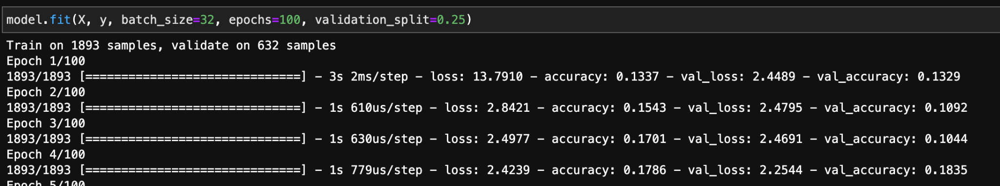 model.fit(X, y, batch_size=32, epochs=100, validation_split=0.25)
Train on 1893 samples, validate on 632 samples
Epoch 1/100
1893/1893 [==============================] - 3s 2ms/step - loss: 13.7910 - accuracy: 0.1337 - val_loss: 2.4489 - val_accuracy: 0.1329
Epoch 2/100
1893/1893 [==============================] - 1s 610us/step - loss: 2.8421 - accuracy: 0.1543 - val_loss: 2.4795 - val_accuracy: 0.1092
Epoch 3/100
1893/1893 [==============================] - 1s 630us/step - loss: 2.4977 - accuracy: 0.1701 - val_loss: 2.4691 - val_accuracy: 0.1044
Epoch 4/100
1893/1893 [==============================] - 1s 779us/step - loss: 2.4239 - accuracy: 0.1786 - val_loss: 2.2544 - val_accuracy: 0.1835
Epoch 5/100